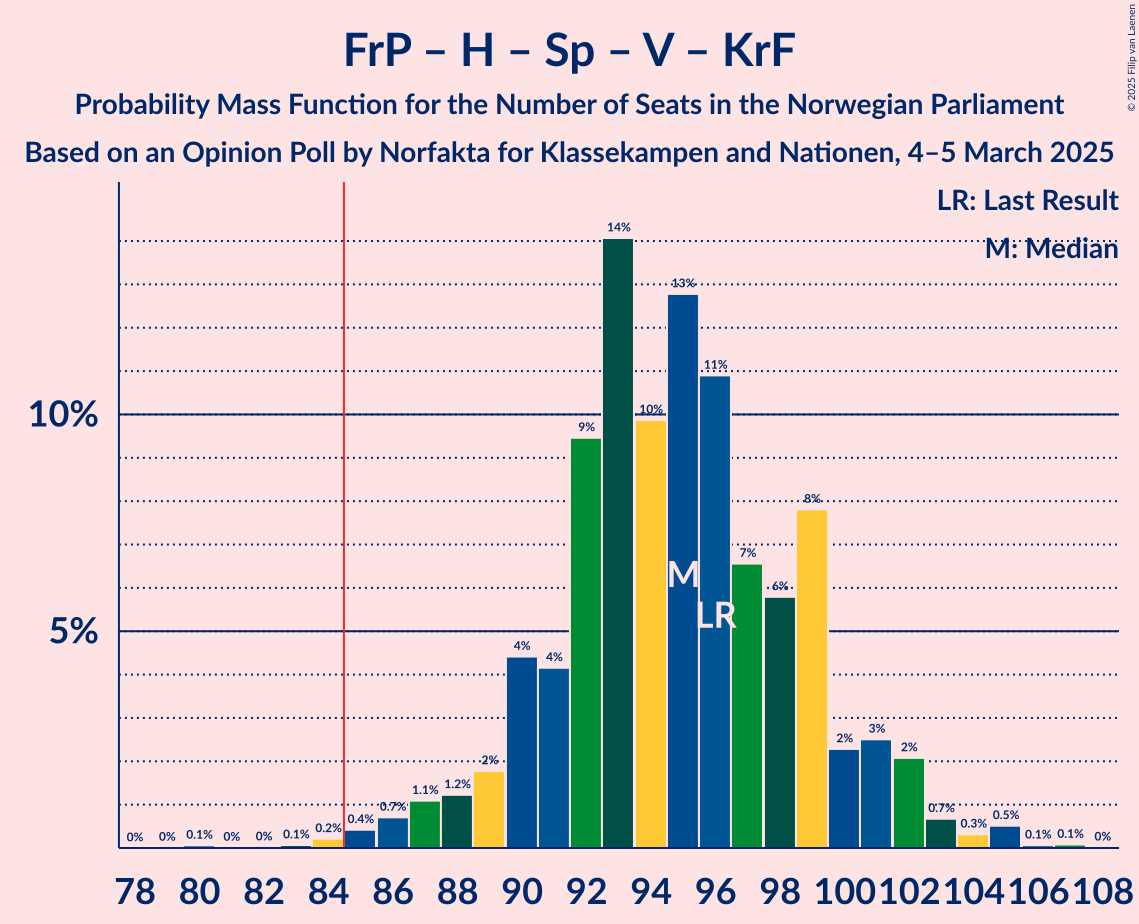 FrP – H – Sp – V – KrF
Probability Mass Function for the Number of Seats in the Norwegian Parliament
Based on an Opinion Poll by Norfakta for Klassekampen and Nationen, 4–5 March 2025
© 2025 Filip van Laenen
LR: Last Result
M: Median
10%
5%
0% 0% 0.1% 0% 0% 0.1% 0.2% 0.4% 0.7% 1.1% 1.2% 2% 4% 4% 9% 14% 10% 13% 11% 7% 6% 8% 2% 3% 2% 0.7% 0.3% 0.5% 0.1% 0.1% 0%
M
LR
78 80 82 84 86 88 90 92 94 96 98 100 102 104 106 108